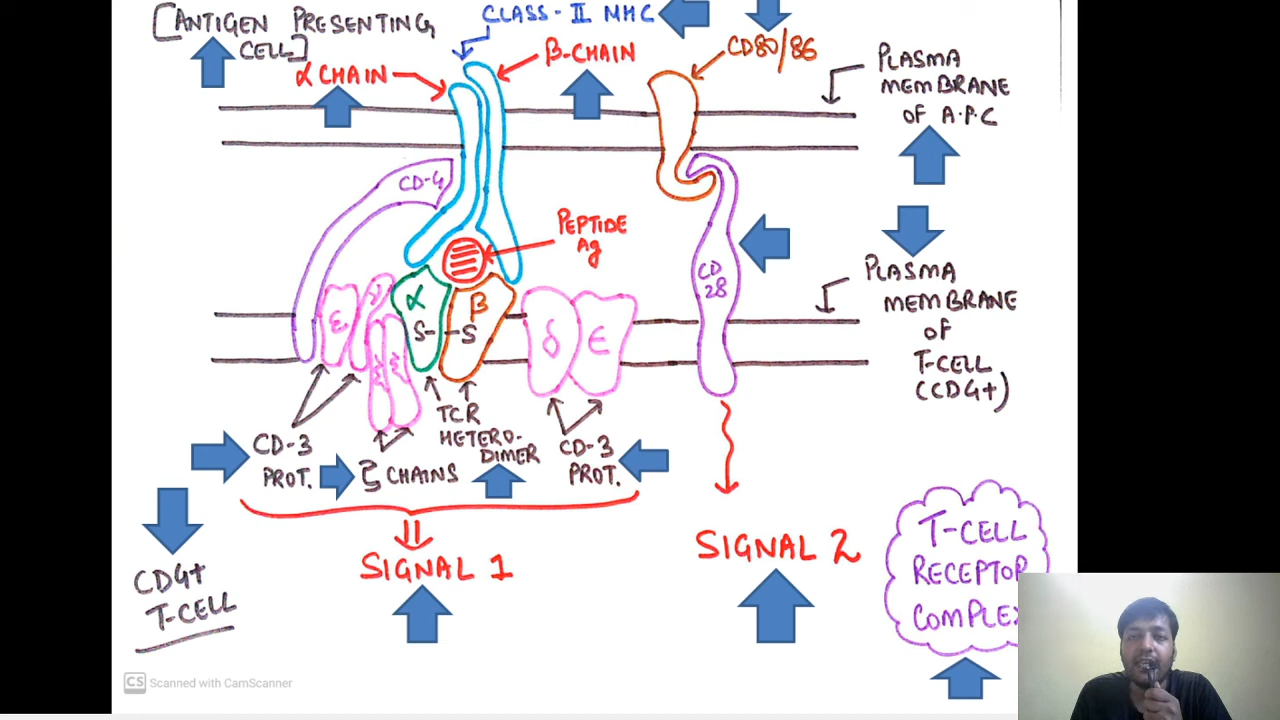 [ANTIGEN PRESENTING
CELL]
CLASS-II MHC
α CHAIN
β-CHAIN
CD80/86
PLASMA
MEMBRANE
OF A.P.C
CD-4
PEPTIDE
Ag
CD
28
PLASMA
MEMBRANE
OF
T-CELL
(CD4+)
ε
γ
α
β
S-
-S
δ
ε
ξ
ξ
CD-3
PROT.
ζ CHAINS
TCR
HETERO-
DIMER
CD-3
PROT.
SIGNAL 1
SIGNAL 2
CD4+
T-CELL
T-CELL
RECEPTOR
COMPLEX
CS Scanned with CamScanner